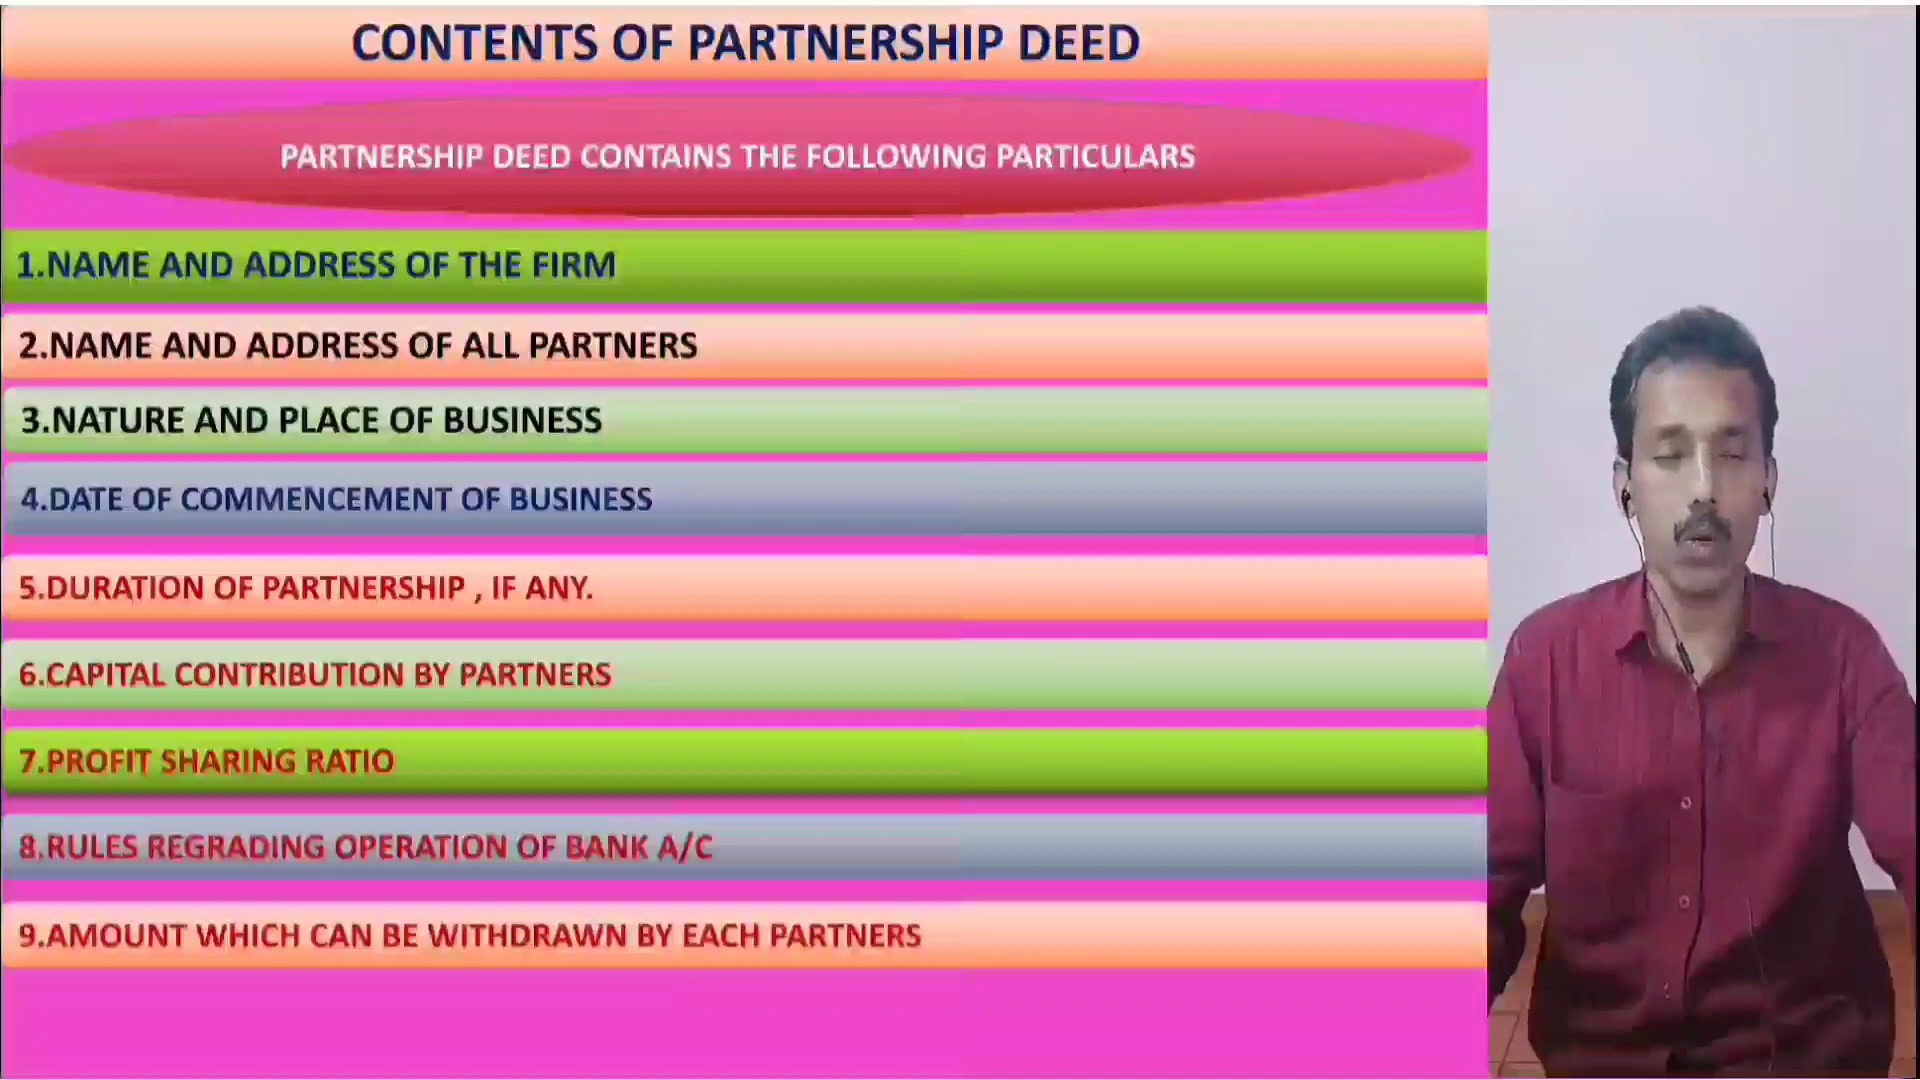 CONTENTS OF PARTNERSHIP DEED
PARTNERSHIP DEED CONTAINS THE FOLLOWING PARTICULARS
1.NAME AND ADDRESS OF THE FIRM
2.NAME AND ADDRESS OF ALL PARTNERS
3.NATURE AND PLACE OF BUSINESS
4.DATE OF COMMENCEMENT OF BUSINESS
5.DURATION OF PARTNERSHIP , IF ANY.
6.CAPITAL CONTRIBUTION BY PARTNERS
7.PROFIT SHARING RATIO
8.RULES REGRADING OPERATION OF BANK A/C
9.AMOUNT WHICH CAN BE WITHDRAWN BY EACH PARTNERS